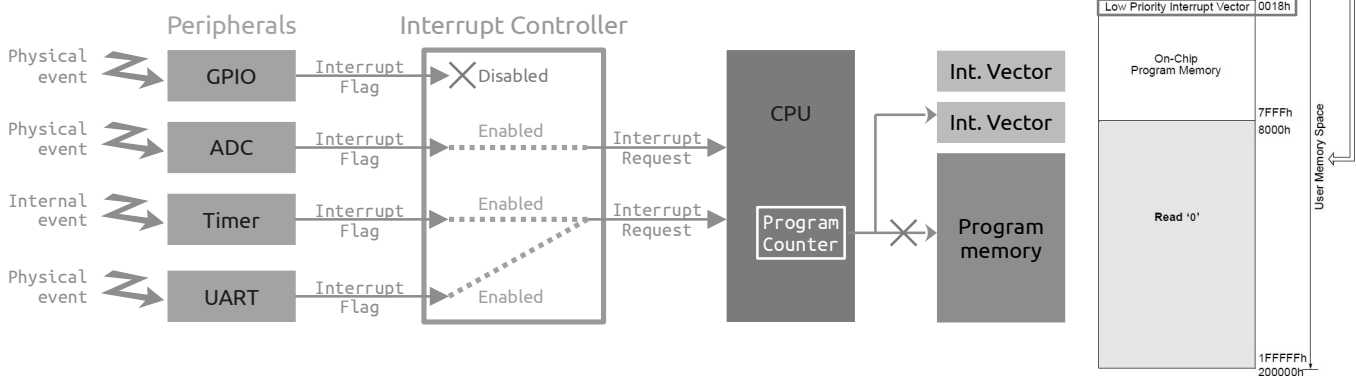 Peripherals
Interrupt Controller
Physical
event
GPIO
Interrupt
Flag
Disabled
Physical
event
ADC
Interrupt
Flag
Enabled
Interrupt
Request
Internal
event
Timer
Interrupt
Flag
Enabled
Interrupt
Request
Physical
event
UART
Interrupt
Flag
Enabled
CPU
Program
Counter
Int. Vector
Int. Vector
Program
memory
Low Priority Interrupt Vector 0018h
On-Chip
Program Memory
7FFFh
8000h
Read ‘0’
1FFFFFh
200000h
User Memory Space